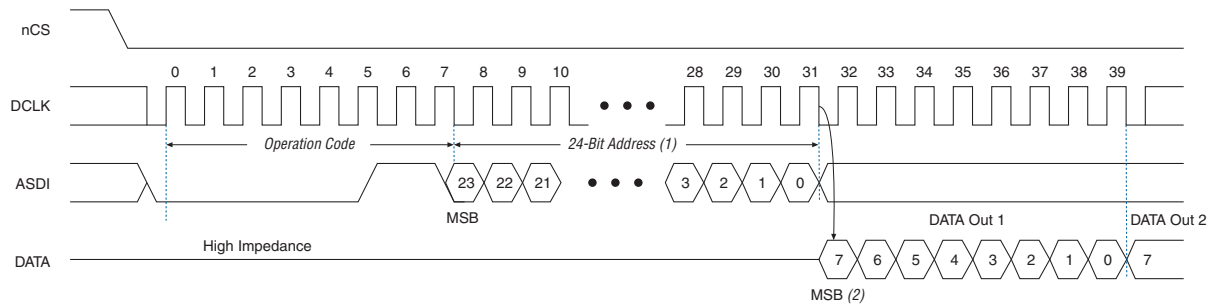 nCS
0 1 2 3 4 5 6 7 8 9 10 28 29 30 31 32 33 34 35 36 37 38 39
DCLK
Operation Code 24-Bit Address (1)
ASDI 23 22 21 3 2 1 0
MSB DATA Out 1 DATA Out 2
High Impedance
DATA 7 6 5 4 3 2 1 0 7
MSB (2)